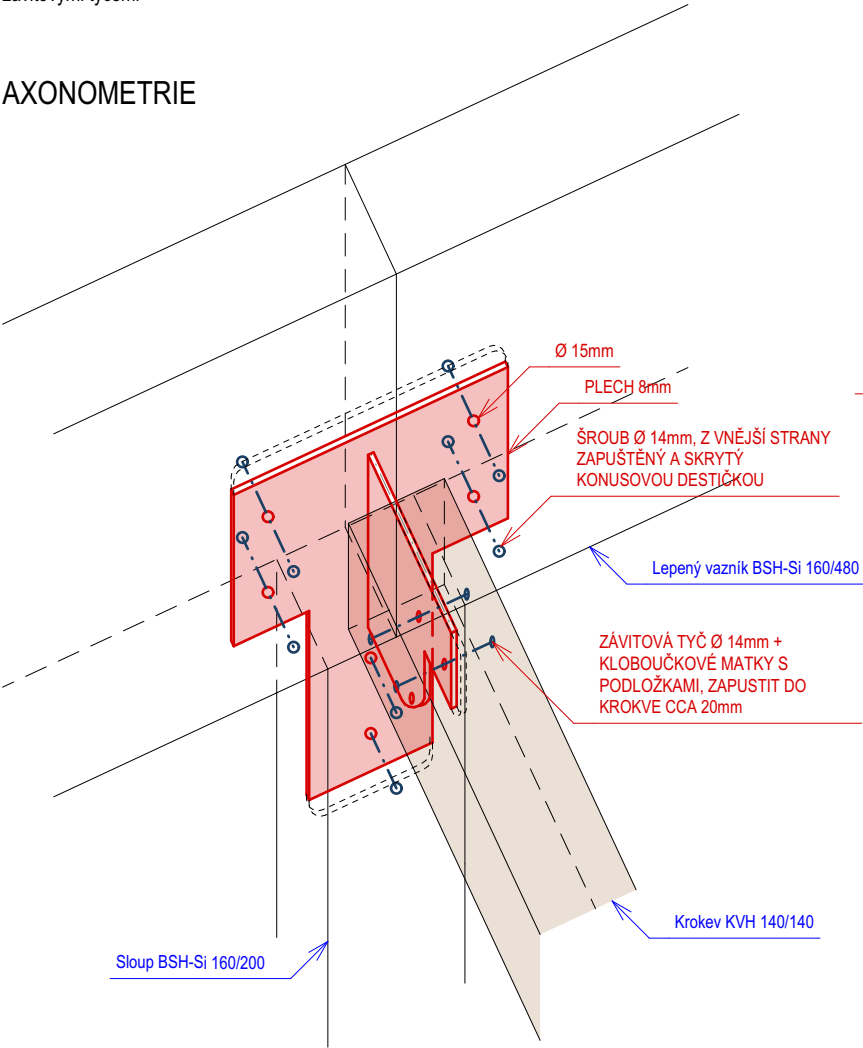 AXONOMETRIE
Ø 15mm
PLECH 8mm
ŠROUB Ø 14mm, Z VNĚJŠÍ STRANY
ZAPUŠTĚNÝ A SKRYTÝ
KONUSOVOU DESTIČKOU
Lepený vazník BSH-Si 160/480
ZÁVITOVÁ TYČ Ø 14mm +
KLOBOUČKOVÉ MATKY S
PODLOŽKAMI, ZAPUSTIT DO
KROKVE CCA 20mm
Krokev KVH 140/140
Sloup BSH-Si 160/200